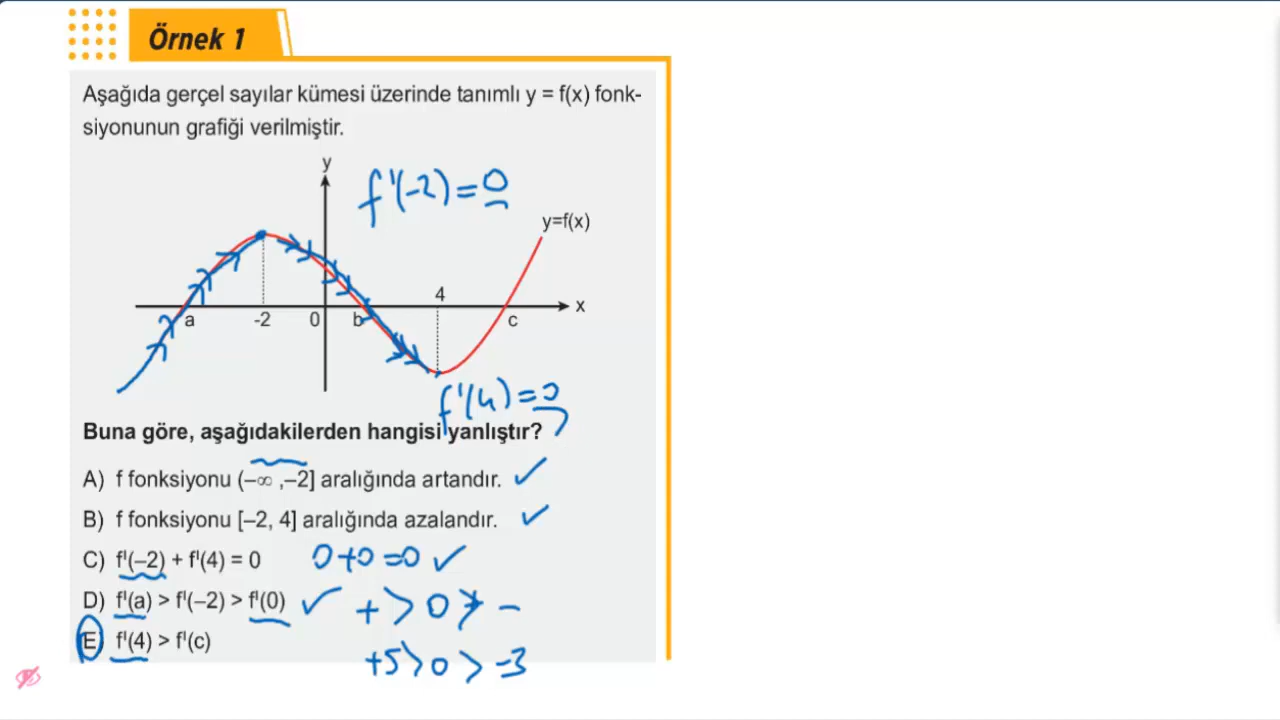 Örnek 1
Aşağıda gerçel sayılar kümesi üzerinde tanımlı y = f(x) fonk-
siyonunun grafiği verilmiştir.
y
f'(-2)=0
y=f(x)
4
x
a
-2
0
b
c
f'(4)=0
Buna göre, aşağıdakilerden hangisi yanlıştır?
A) f fonksiyonu (–∞ ,–2] aralığında artandır. ✓
B) f fonksiyonu [–2, 4] aralığında azalandır. ✓
C) f'(–2) + f'(4) = 0 0+0=0 ✓
D) f'(a) > f'(–2) > f'(0) ✓ + > 0 > -
E) f'(4) > f'(c)
+5>0>-3